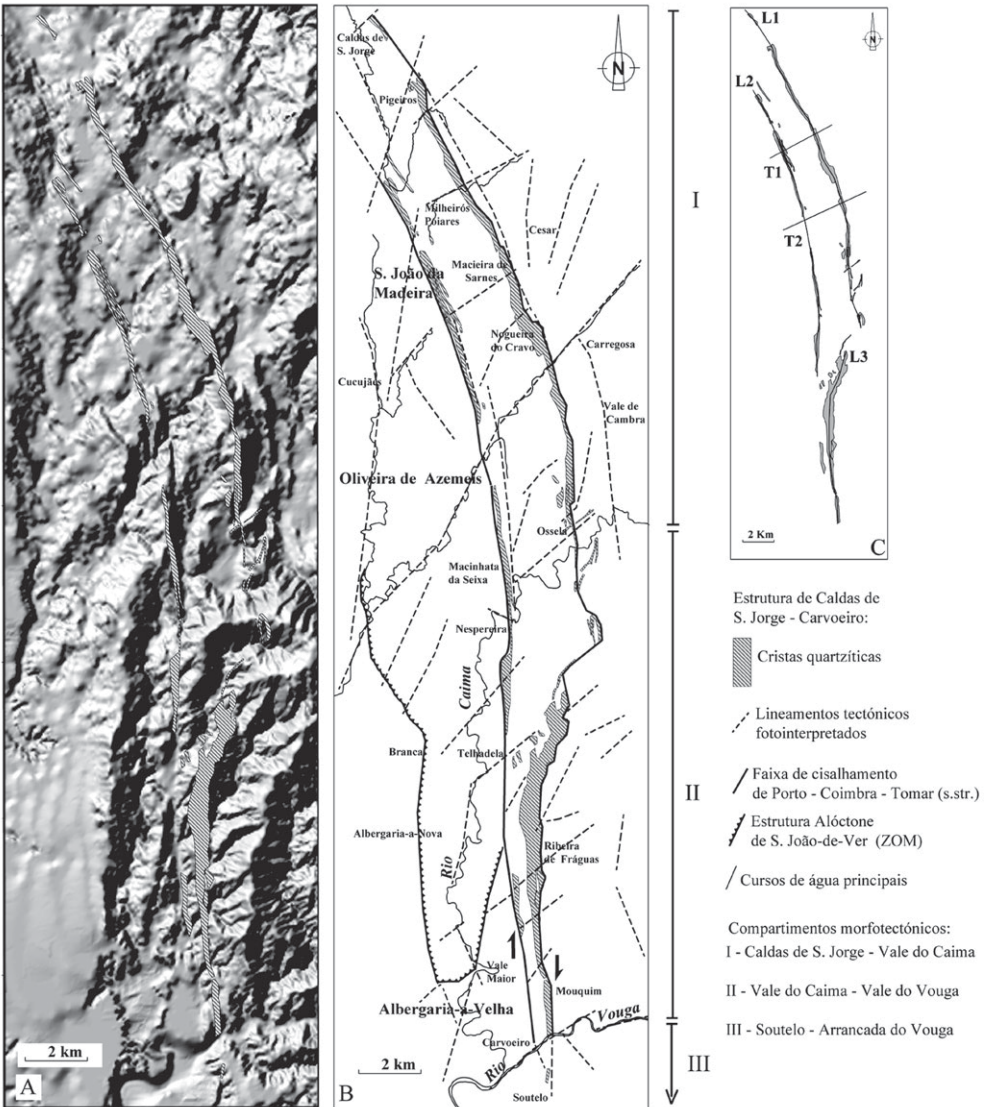 2 km
A
B
N
Caldas de
S. Jorge
Pigeiros
Milheirós
Poiares
Cesar
S. João da
Madeira
Macieira de
Sarnes
Nogueira
do Cravo
Carregosa
Cucujães
Vale de
Cambra
Oliveira de Azemeis
Ossela
Macinhata
da Seixa
Nespereira
Caima
Branca
Telhadela
Albergaria-a-Nova
Ribeira
de Fráguas
Rio
Vale
Maior
Mouquim
Albergaria-a-Velha
Vouga
Carvoeiro
2 km
Rio
Soutelo
I
II
III
L1
N
L2
T1
T2
L3
2 Km
C
Estrutura de Caldas de
S. Jorge - Carvoeiro:
Cristas quartzíticas
Lineamentos tectónicos
fotointerpretados
Faixa de cisalhamento
de Porto - Coimbra - Tomar (s.str.)
Estrutura Alóctone
de S. João-de-Ver (ZOM)
Cursos de água principais
Compartimentos morfotectónicos:
I - Caldas de S. Jorge - Vale do Caima
II - Vale do Caima - Vale do Vouga
III - Soutelo - Arrancada do Vouga